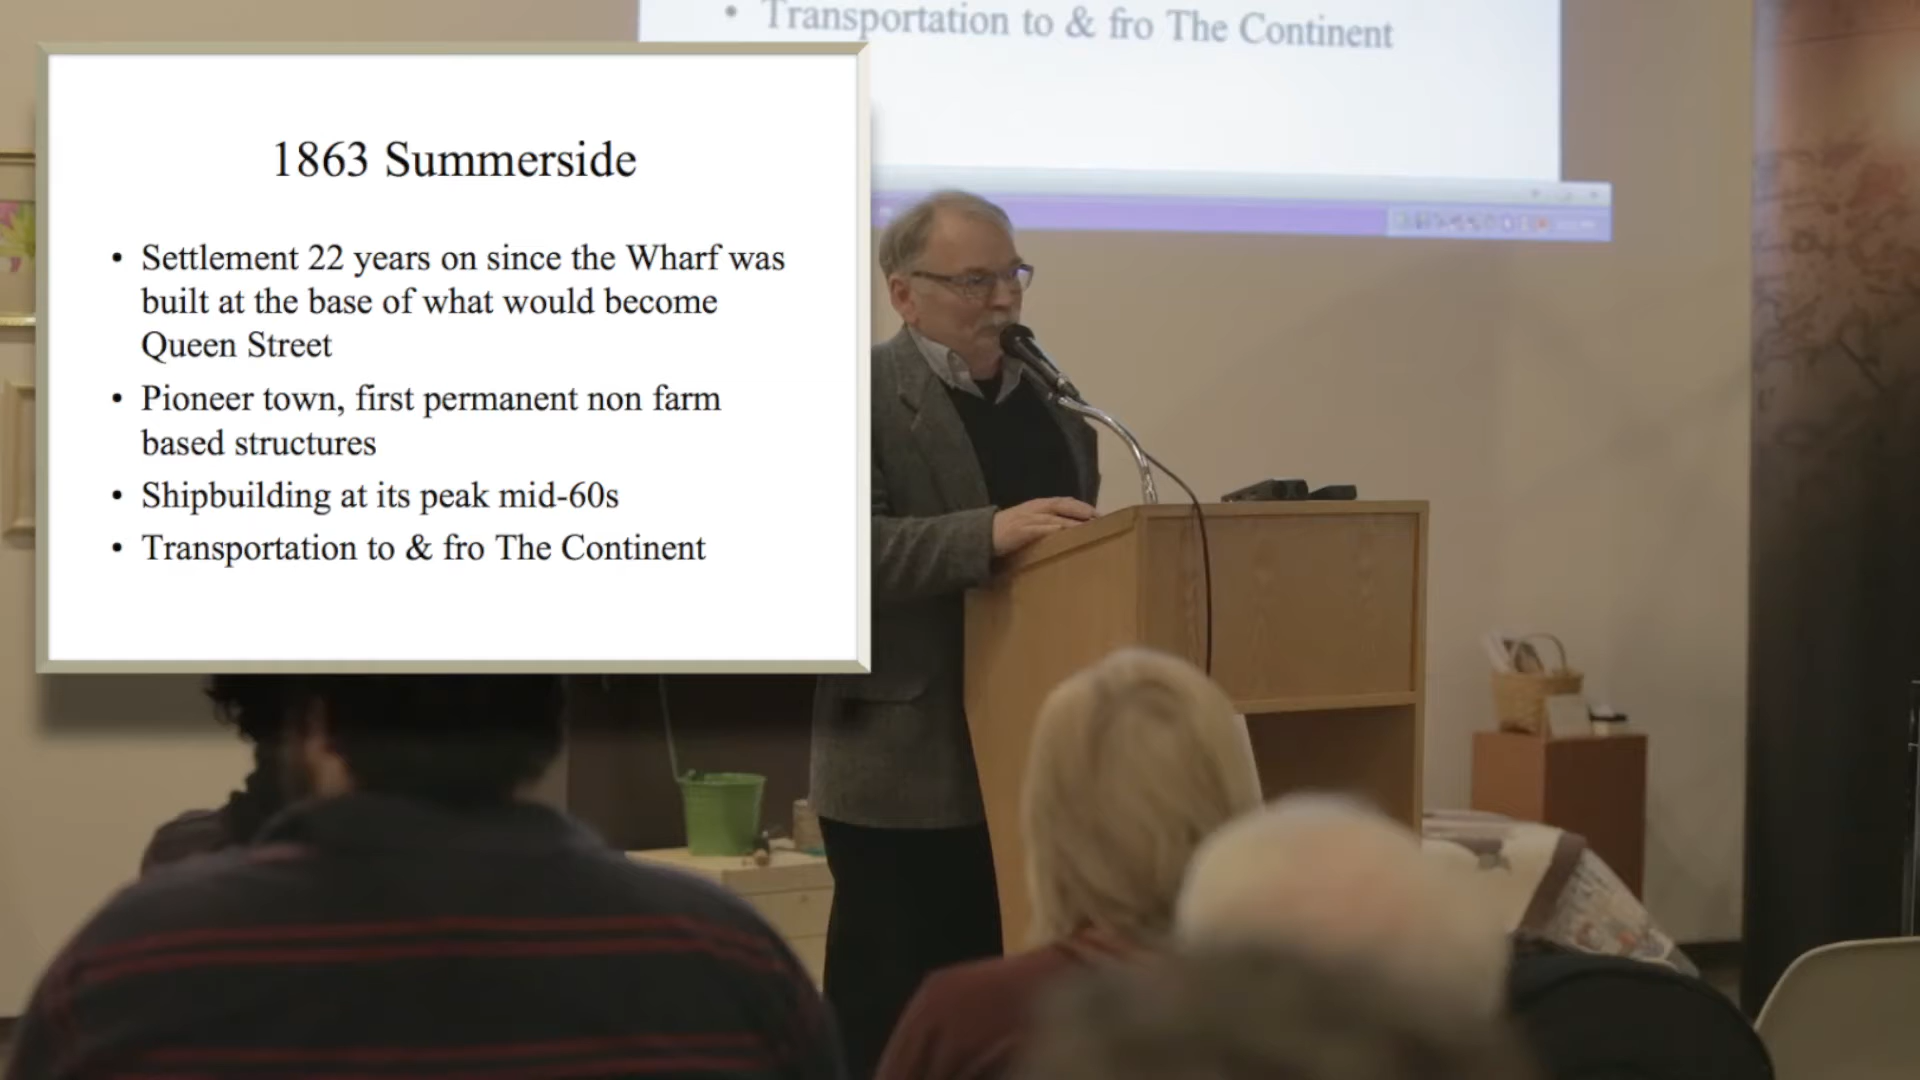 • Transportation to & fro The Continent
1863 Summerside
• Settlement 22 years on since the Wharf was
built at the base of what would become
Queen Street
• Pioneer town, first permanent non farm
based structures
• Shipbuilding at its peak mid-60s
• Transportation to & fro The Continent